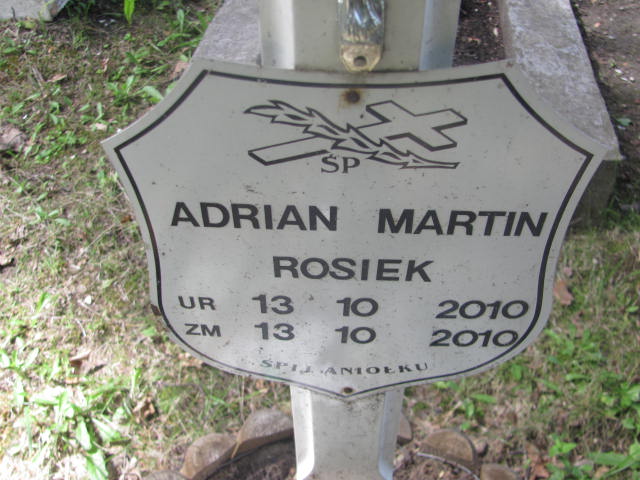 ŚP
ADRIAN MARTIN
ROSIEK
UR 13 10 2010
ZM 13 10 2010
ŚPIJ ANIOŁKU